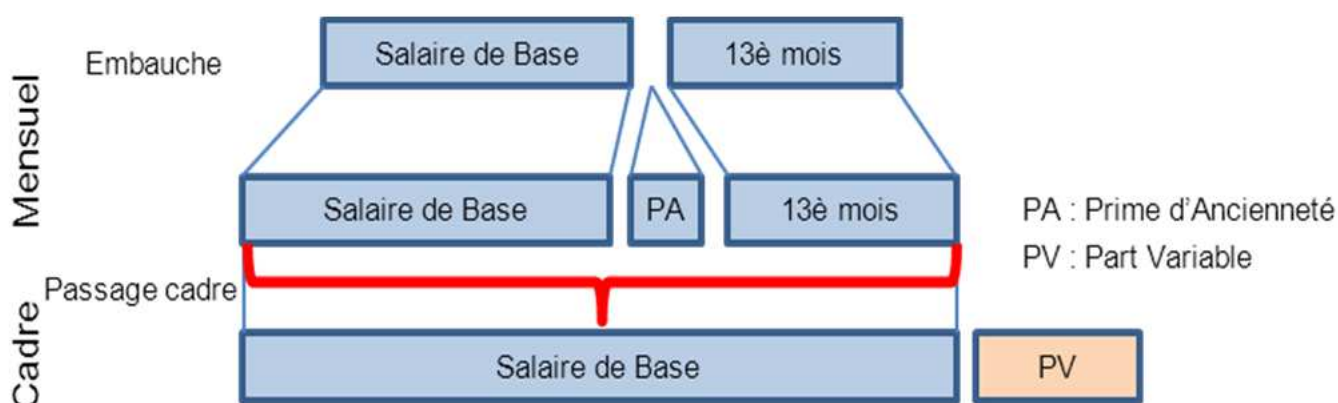 Mensuel
Embauche
Salaire de Base
13è mois
Salaire de Base
PA
13è mois
PA : Prime d'Ancienneté
PV : Part Variable
Cadre
Passage cadre
Salaire de Base
PV